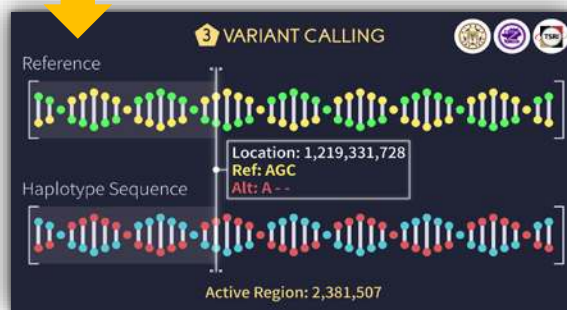 3 VARIANT CALLING
TSRI
Reference
Location: 1,219,331,728
Ref: AGC
Alt: A - -
Haplotype Sequence
Active Region: 2,381,507